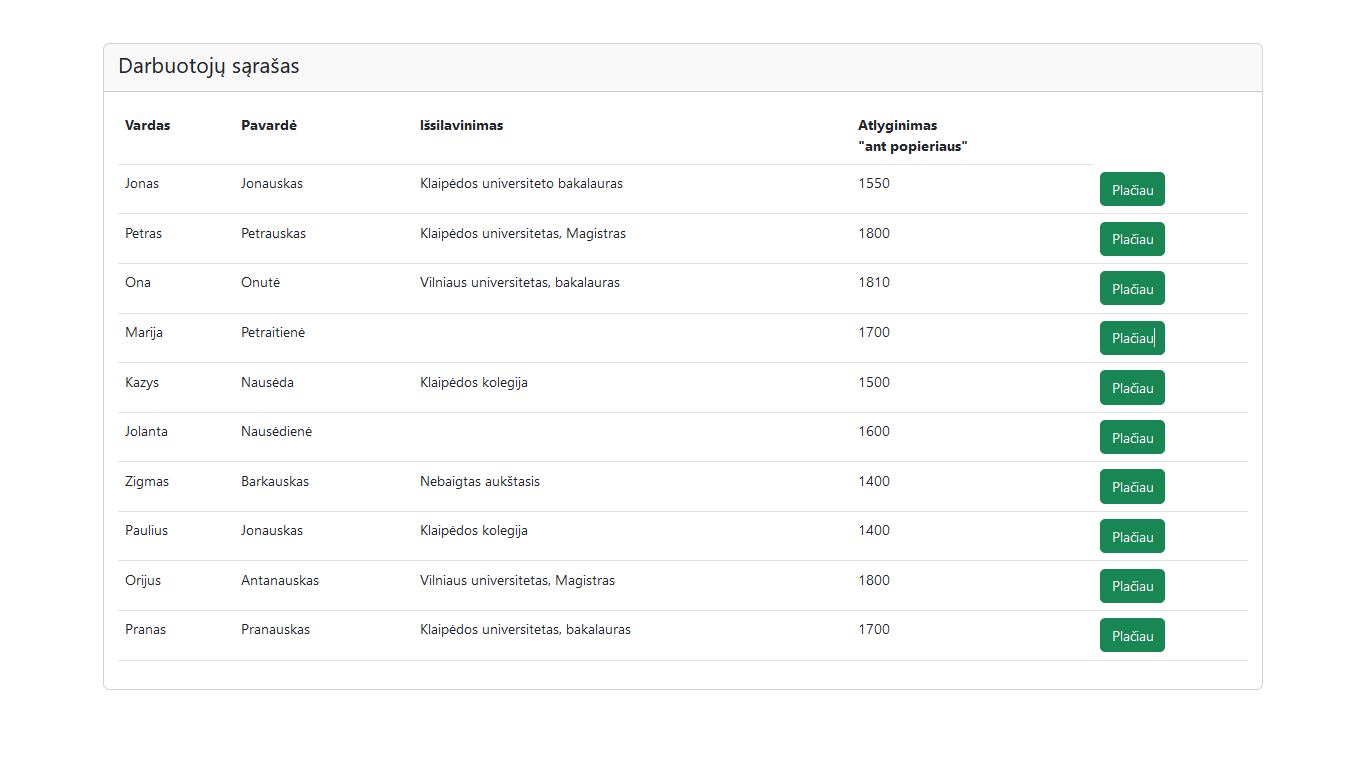 Darbuotojų sąrašas
Vardas Pavardė Išsilavinimas Atlyginimas
"ant popieriaus"
Jonas Jonauskas Klaipėdos universiteto bakalauras 1550 Plačiau
Petras Petrauskas Klaipėdos universitetas, Magistras 1800 Plačiau
Ona Onutė Vilniaus universitetas, bakalauras 1810 Plačiau
Marija Petraitienė 1700 Plačiau
Kazys Nausėda Klaipėdos kolegija 1500 Plačiau
Jolanta Nausėdienė 1600 Plačiau
Zigmas Barkauskas Nebaigtas aukštasis 1400 Plačiau
Paulius Jonauskas Klaipėdos kolegija 1400 Plačiau
Orijus Antanauskas Vilniaus universitetas, Magistras 1800 Plačiau
Pranas Pranauskas Klaipėdos universitetas, bakalauras 1700 Plačiau